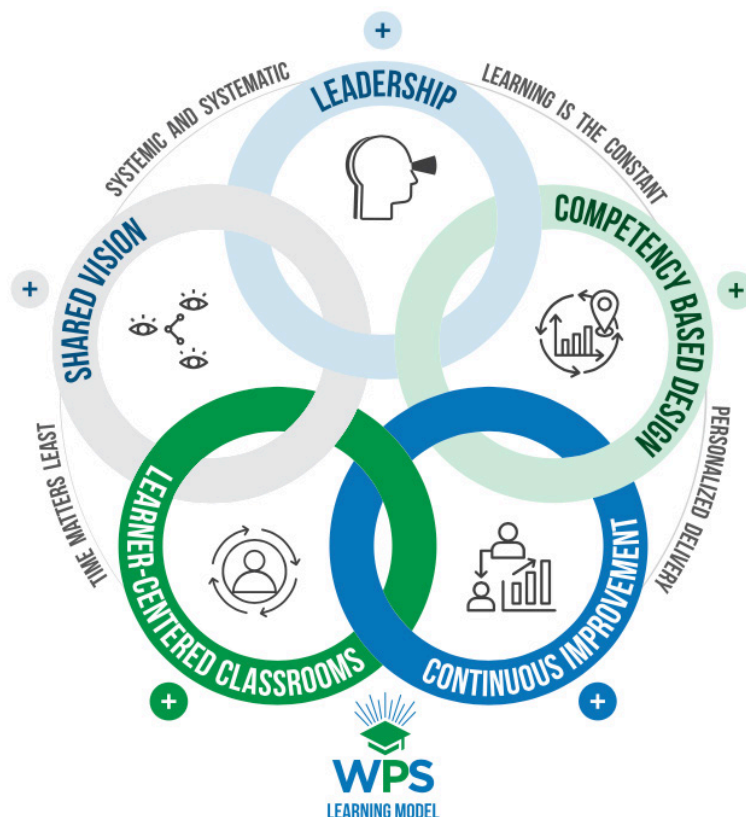 +
LEADERSHIP
SYSTEMIC AND SYSTEMATIC
LEARNING IS THE CONSTANT
SHARED VISION
+
COMPETENCY BASED DESIGN
+
TIME MATTERS LEAST
PERSONALIZED DELIVERY
LEARNER-CENTERED CLASSROOMS
+
CONTINUOUS IMPROVEMENT
+
WPS
LEARNING MODEL